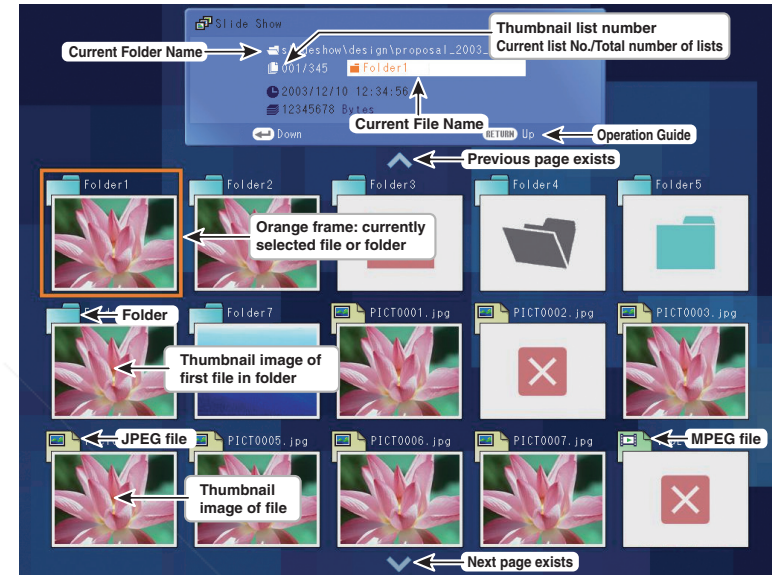 Slide Show
Thumbnail list number
Current list No./Total number of lists
Current Folder Name
slideshow\design\proposal_2003_
001/345
Folder1
2003/12/10 12:34:56
12345678 Bytes
Current File Name
Down
RETURN Up
Operation Guide
Previous page exists
Folder1
Folder2
Folder3
Folder4
Folder5
Orange frame: currently
selected file or folder
Folder
Folder7
PICT0001.jpg
PICT0002.jpg
PICT0003.jpg
Thumbnail image of
first file in folder
JPEG file
PICT0005.jpg
PICT0006.jpg
PICT0007.jpg
MPEG file
Thumbnail
image of file
Next page exists